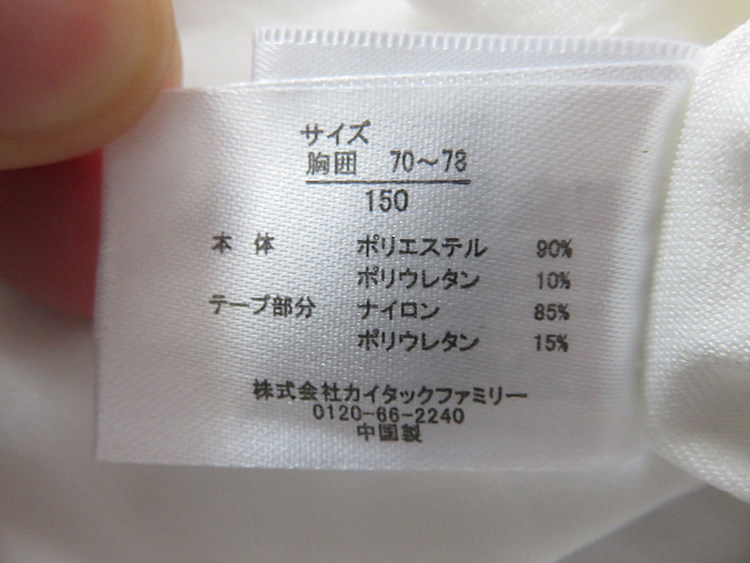 サイズ
胸囲 70～78
150
本体 ポリエステル 90%
ポリウレタン 10%
テープ部分 ナイロン 85%
ポリウレタン 15%
株式会社カイタックファミリー
0120-66-2240
中国製